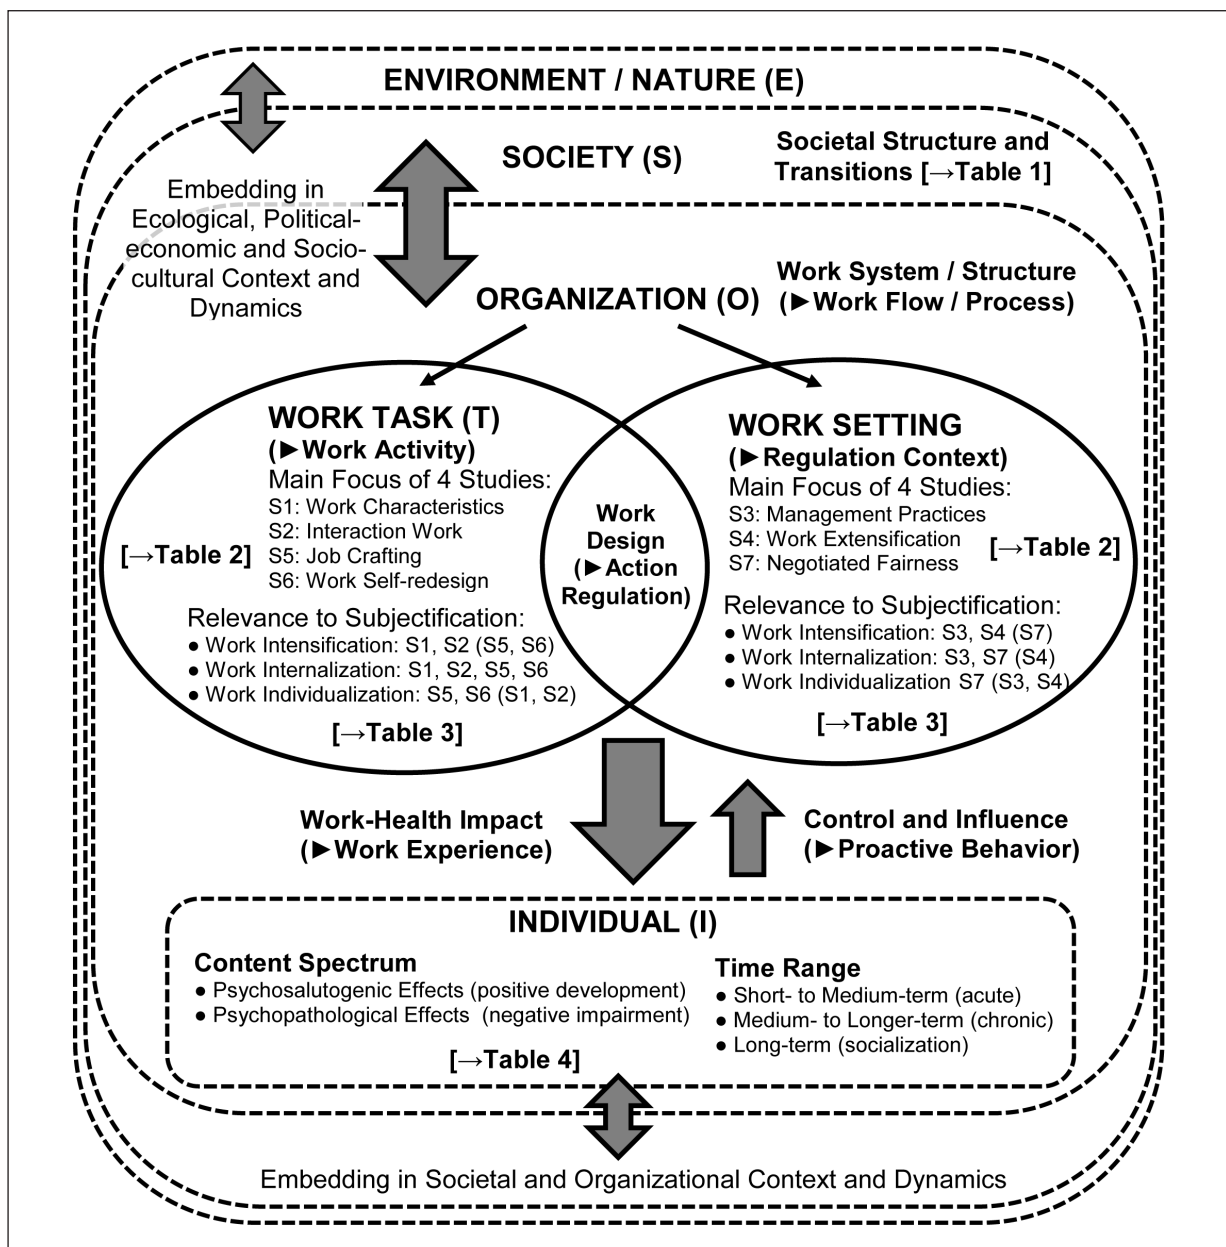 ENVIRONMENT / NATURE (E)
SOCIETY (S)
Societal Structure and
Transitions [→Table 1]
Embedding in
Ecological, Political-
economic and Socio-
cultural Context and
Dynamics
ORGANIZATION (O)
Work System / Structure
(►Work Flow / Process)
WORK TASK (T)
(►Work Activity)
Main Focus of 4 Studies:
S1: Work Characteristics
S2: Interaction Work
S5: Job Crafting
S6: Work Self-redesign
[→Table 2]
Relevance to Subjectification:
● Work Intensification: S1, S2 (S5, S6)
● Work Internalization: S1, S2, S5, S6
● Work Individualization: S5, S6 (S1, S2)
[→Table 3]
Work
Design
(►Action
Regulation)
WORK SETTING
(►Regulation Context)
Main Focus of 4 Studies:
S3: Management Practices
S4: Work Extensification
S7: Negotiated Fairness
[→Table 2]
Relevance to Subjectification:
● Work Intensification: S3, S4 (S7)
● Work Internalization: S3, S7 (S4)
● Work Individualization S7 (S3, S4)
[→Table 3]
Work-Health Impact
(►Work Experience)
Control and Influence
(►Proactive Behavior)
INDIVIDUAL (I)
Content Spectrum
● Psychosalutogenic Effects (positive development)
● Psychopathological Effects (negative impairment)
[→Table 4]
Time Range
● Short- to Medium-term (acute)
● Medium- to Longer-term (chronic)
● Long-term (socialization)
Embedding in Societal and Organizational Context and Dynamics